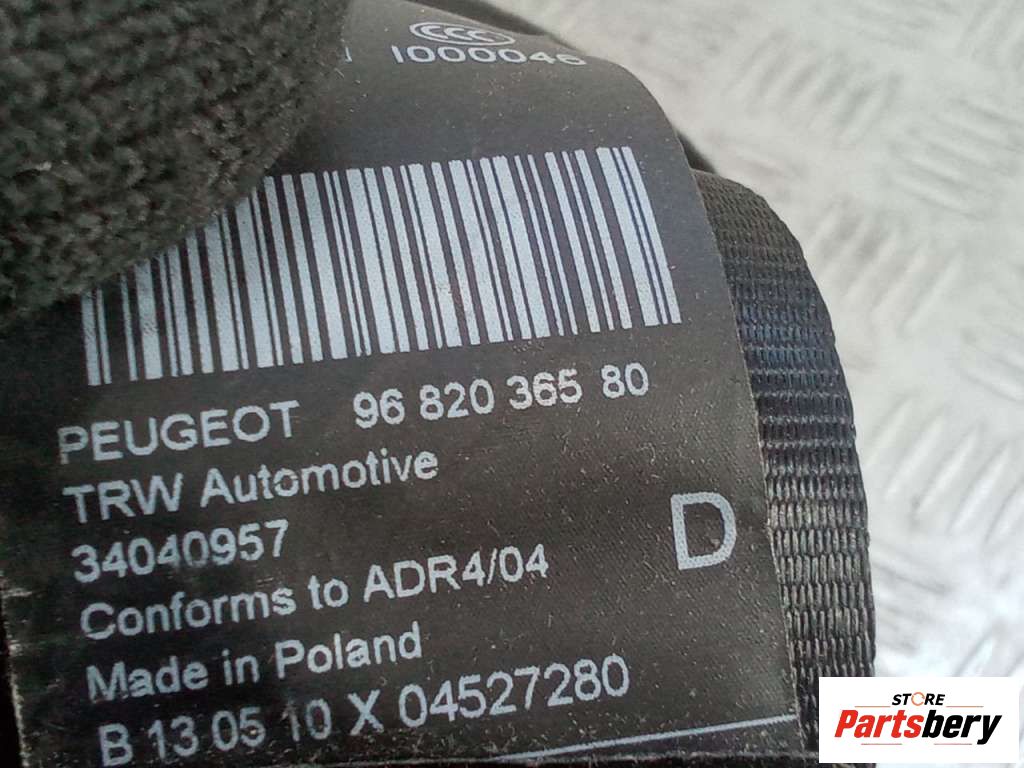 CCC
1000046
PEUGEOT 96 820 365 80
TRW Automotive
34040957
D
Conforms to ADR4/04
Made in Poland
B 13 05 10 X 04527280
STORE
Partsbery